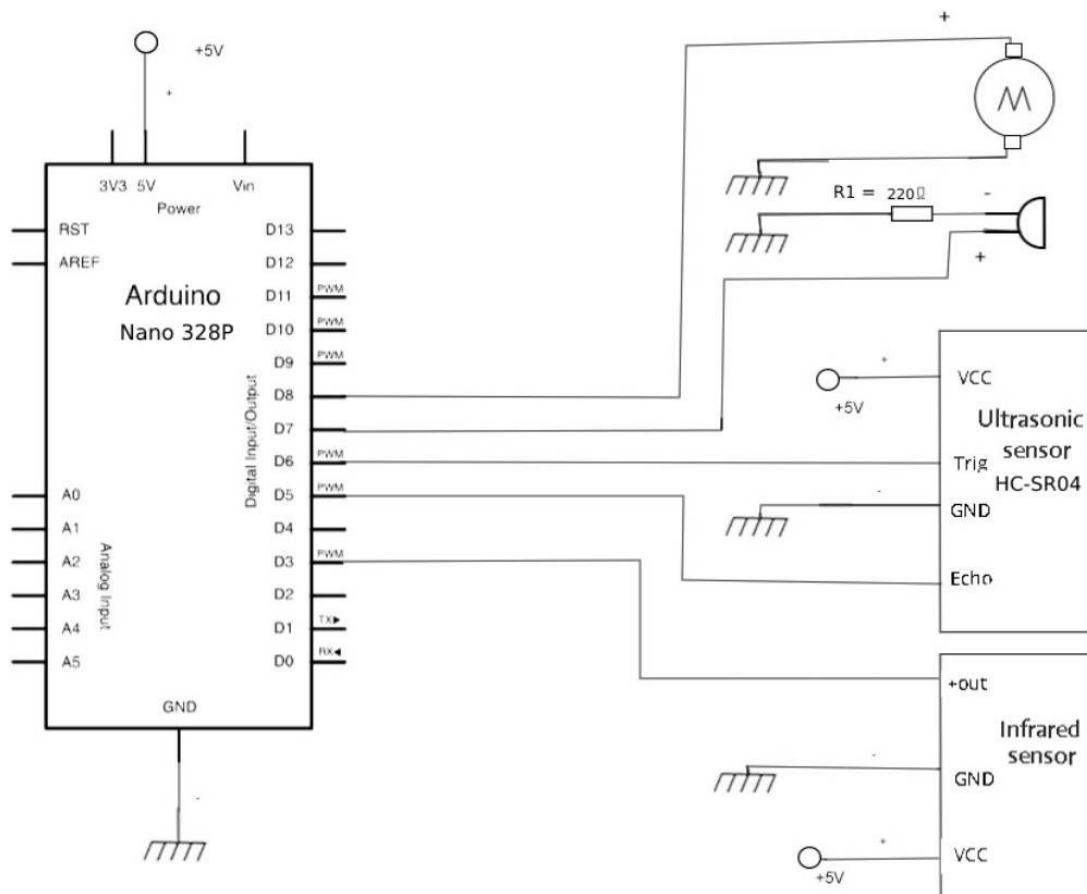 +5V
+
3V3 5V Vin
Power
RST
AREF
Arduino
Nano 328P
A0
A1
A2
A3
A4
A5
Analog Input
Digital Input/Output
D13
D12
D11 PWM
D10 PWM
D9 PWM
D8
D7
D6 PWM
D5 PWM
D4
D3 PWM
D2
D1 TX▶
D0 RX◀
GND
-
+
R1 = 220
-
+
+
+5V
VCC
Ultrasonic
sensor
HC-SR04
Trig
-
GND
Echo
+out
Infrared
sensor
-
GND
+
+5V
VCC